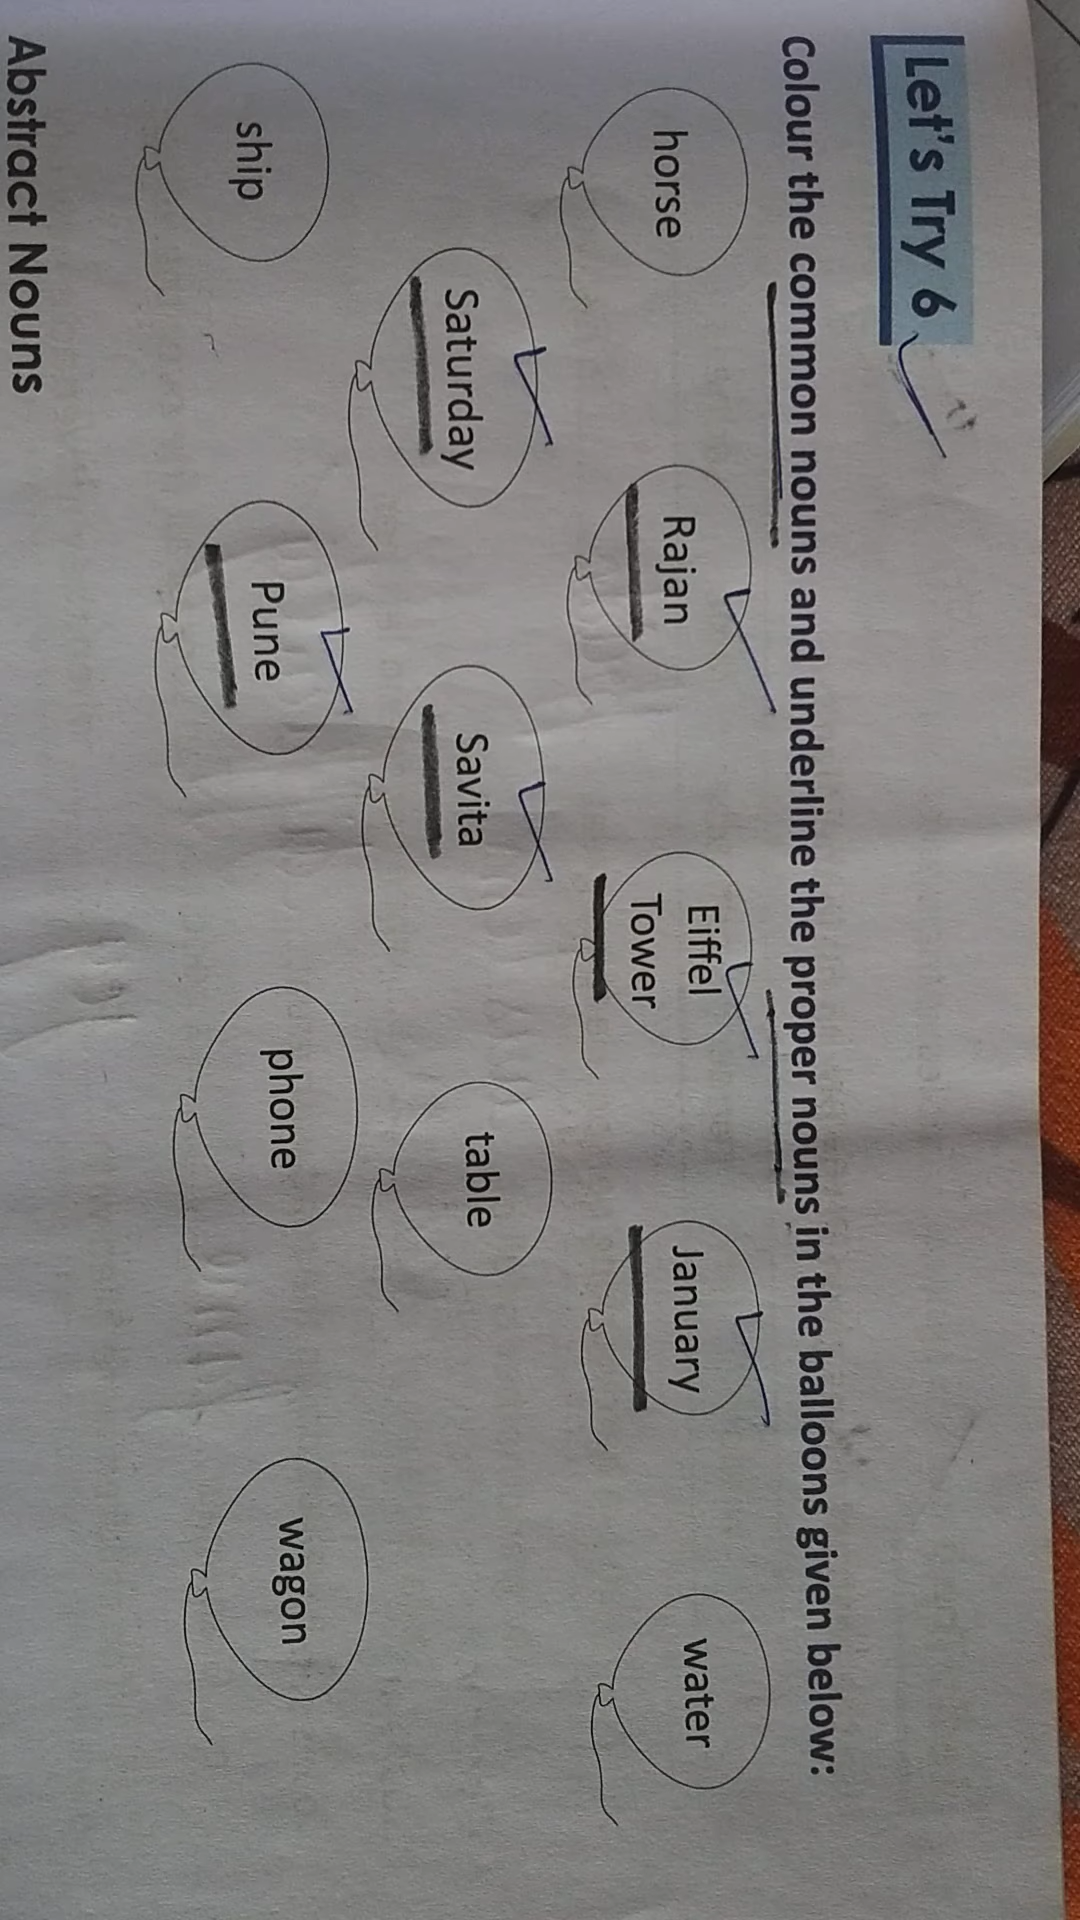 Let's Try 6
Colour the common nouns and underline the proper nouns in the balloons given below:
horse
Rajan
Eiffel
Tower
January
water
Saturday
Savita
table
ship
Pune
phone
wagon
Abstract Nouns